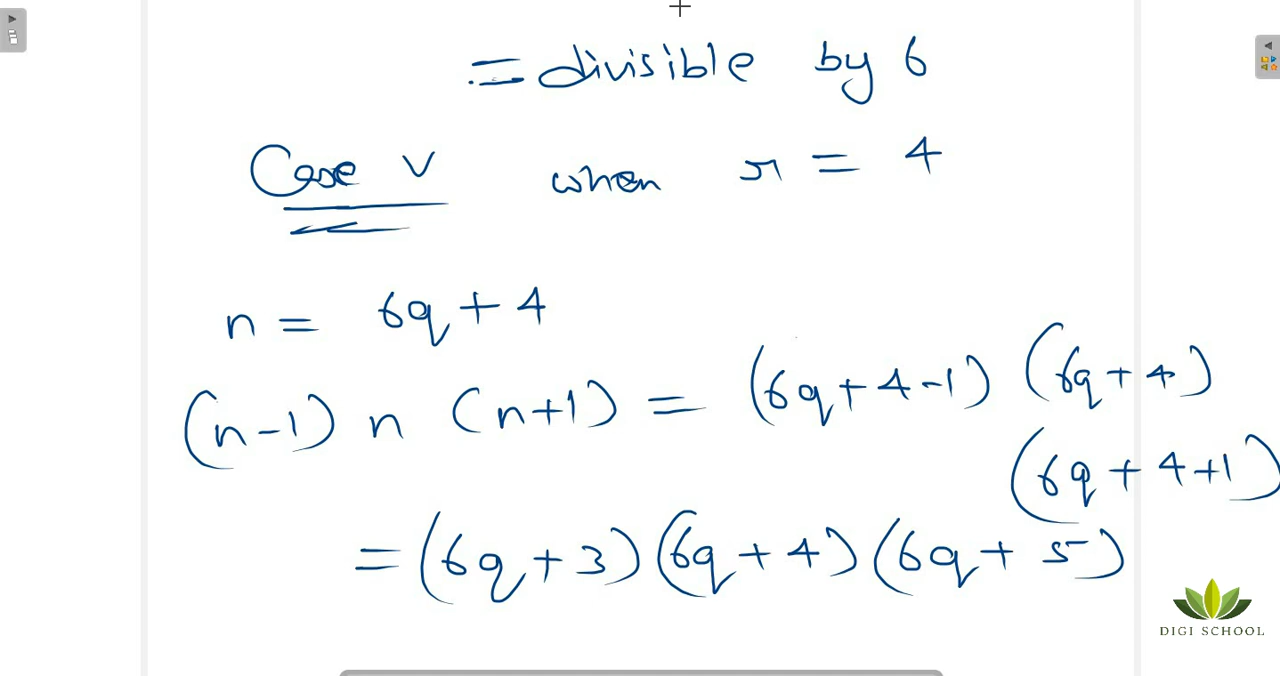 = divisible by 6
Case V when r = 4
n = 6q + 4
(n-1) n (n+1) = (6q+4-1) (6q+4)
(6q+4+1)
= (6q+3)(6q+4)(6q+5)
DIGI SCHOOL